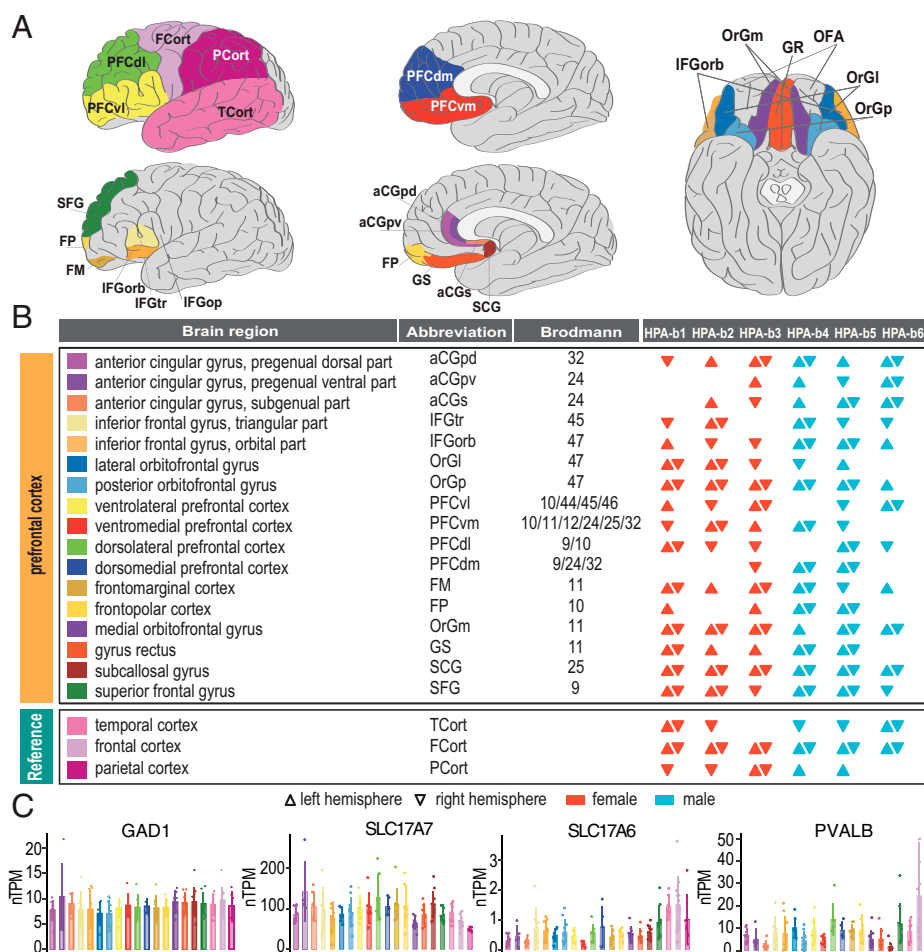 A
FCort
PFCdl
PCort
PFCvl
TCort
PFCdm
PFCvm
OrGm
GR
OFA
IFGorb
OrGl
OrGp
SFG
FP
FM
IFGorb
IFGtr
IFGop
aCGpd
aCGpv
FP
GS
aCGs
SCG
B
Brain region Abbreviation Brodmann HPA-b1 HPA-b2 HPA-b3 HPA-b4 HPA-b5 HPA-b6
prefrontal cortex
anterior cingular gyrus, pregenual dorsal part aCGpd 32
anterior cingular gyrus, pregenual ventral part aCGpv 24
anterior cingular gyrus, subgenual part aCGs 24
inferior frontal gyrus, triangular part IFGtr 45
inferior frontal gyrus, orbital part IFGorb 47
lateral orbitofrontal gyrus OrGl 47
posterior orbitofrontal gyrus OrGp 47
ventrolateral prefrontal cortex PFCvl 10/44/45/46
ventromedial prefrontal cortex PFCvm 10/11/12/24/25/32
dorsolateral prefrontal cortex PFCdl 9/10
dorsomedial prefrontal cortex PFCdm 9/24/32
frontomarginal cortex FM 11
frontopolar cortex FP 10
medial orbitofrontal gyrus OrGm 11
gyrus rectus GS 11
subcallosal gyrus SCG 25
superior frontal gyrus SFG 9
Reference
temporal cortex TCort
frontal cortex FCort
parietal cortex PCort
left hemisphere right hemisphere female male
C
GAD1
nTPM
20
15
10
5
0
SLC17A7
nTPM
200
100
0
SLC17A6
nTPM
4
3
2
1
0
PVALB
nTPM
50
40
30
20
10
0